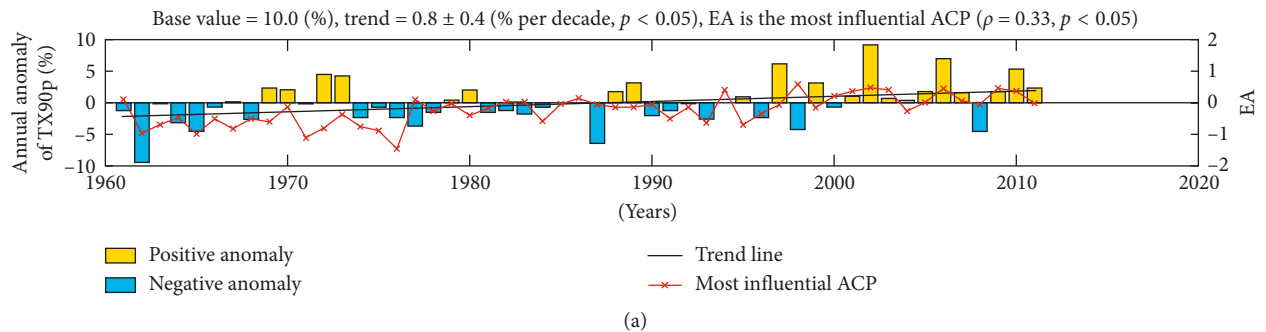 Base value = 10.0 (%), trend = 0.8 ± 0.4 (% per decade, p < 0.05), EA is the most influential ACP (ρ = 0.33, p < 0.05)
Annual anomaly
of TX90p (%)
10
5
0
−5
−10
2
1
0
−1
−2
EA
1960 1970 1980 1990 2000 2010 2020
(Years)
Positive anomaly
Negative anomaly
Trend line
Most influential ACP
(a)